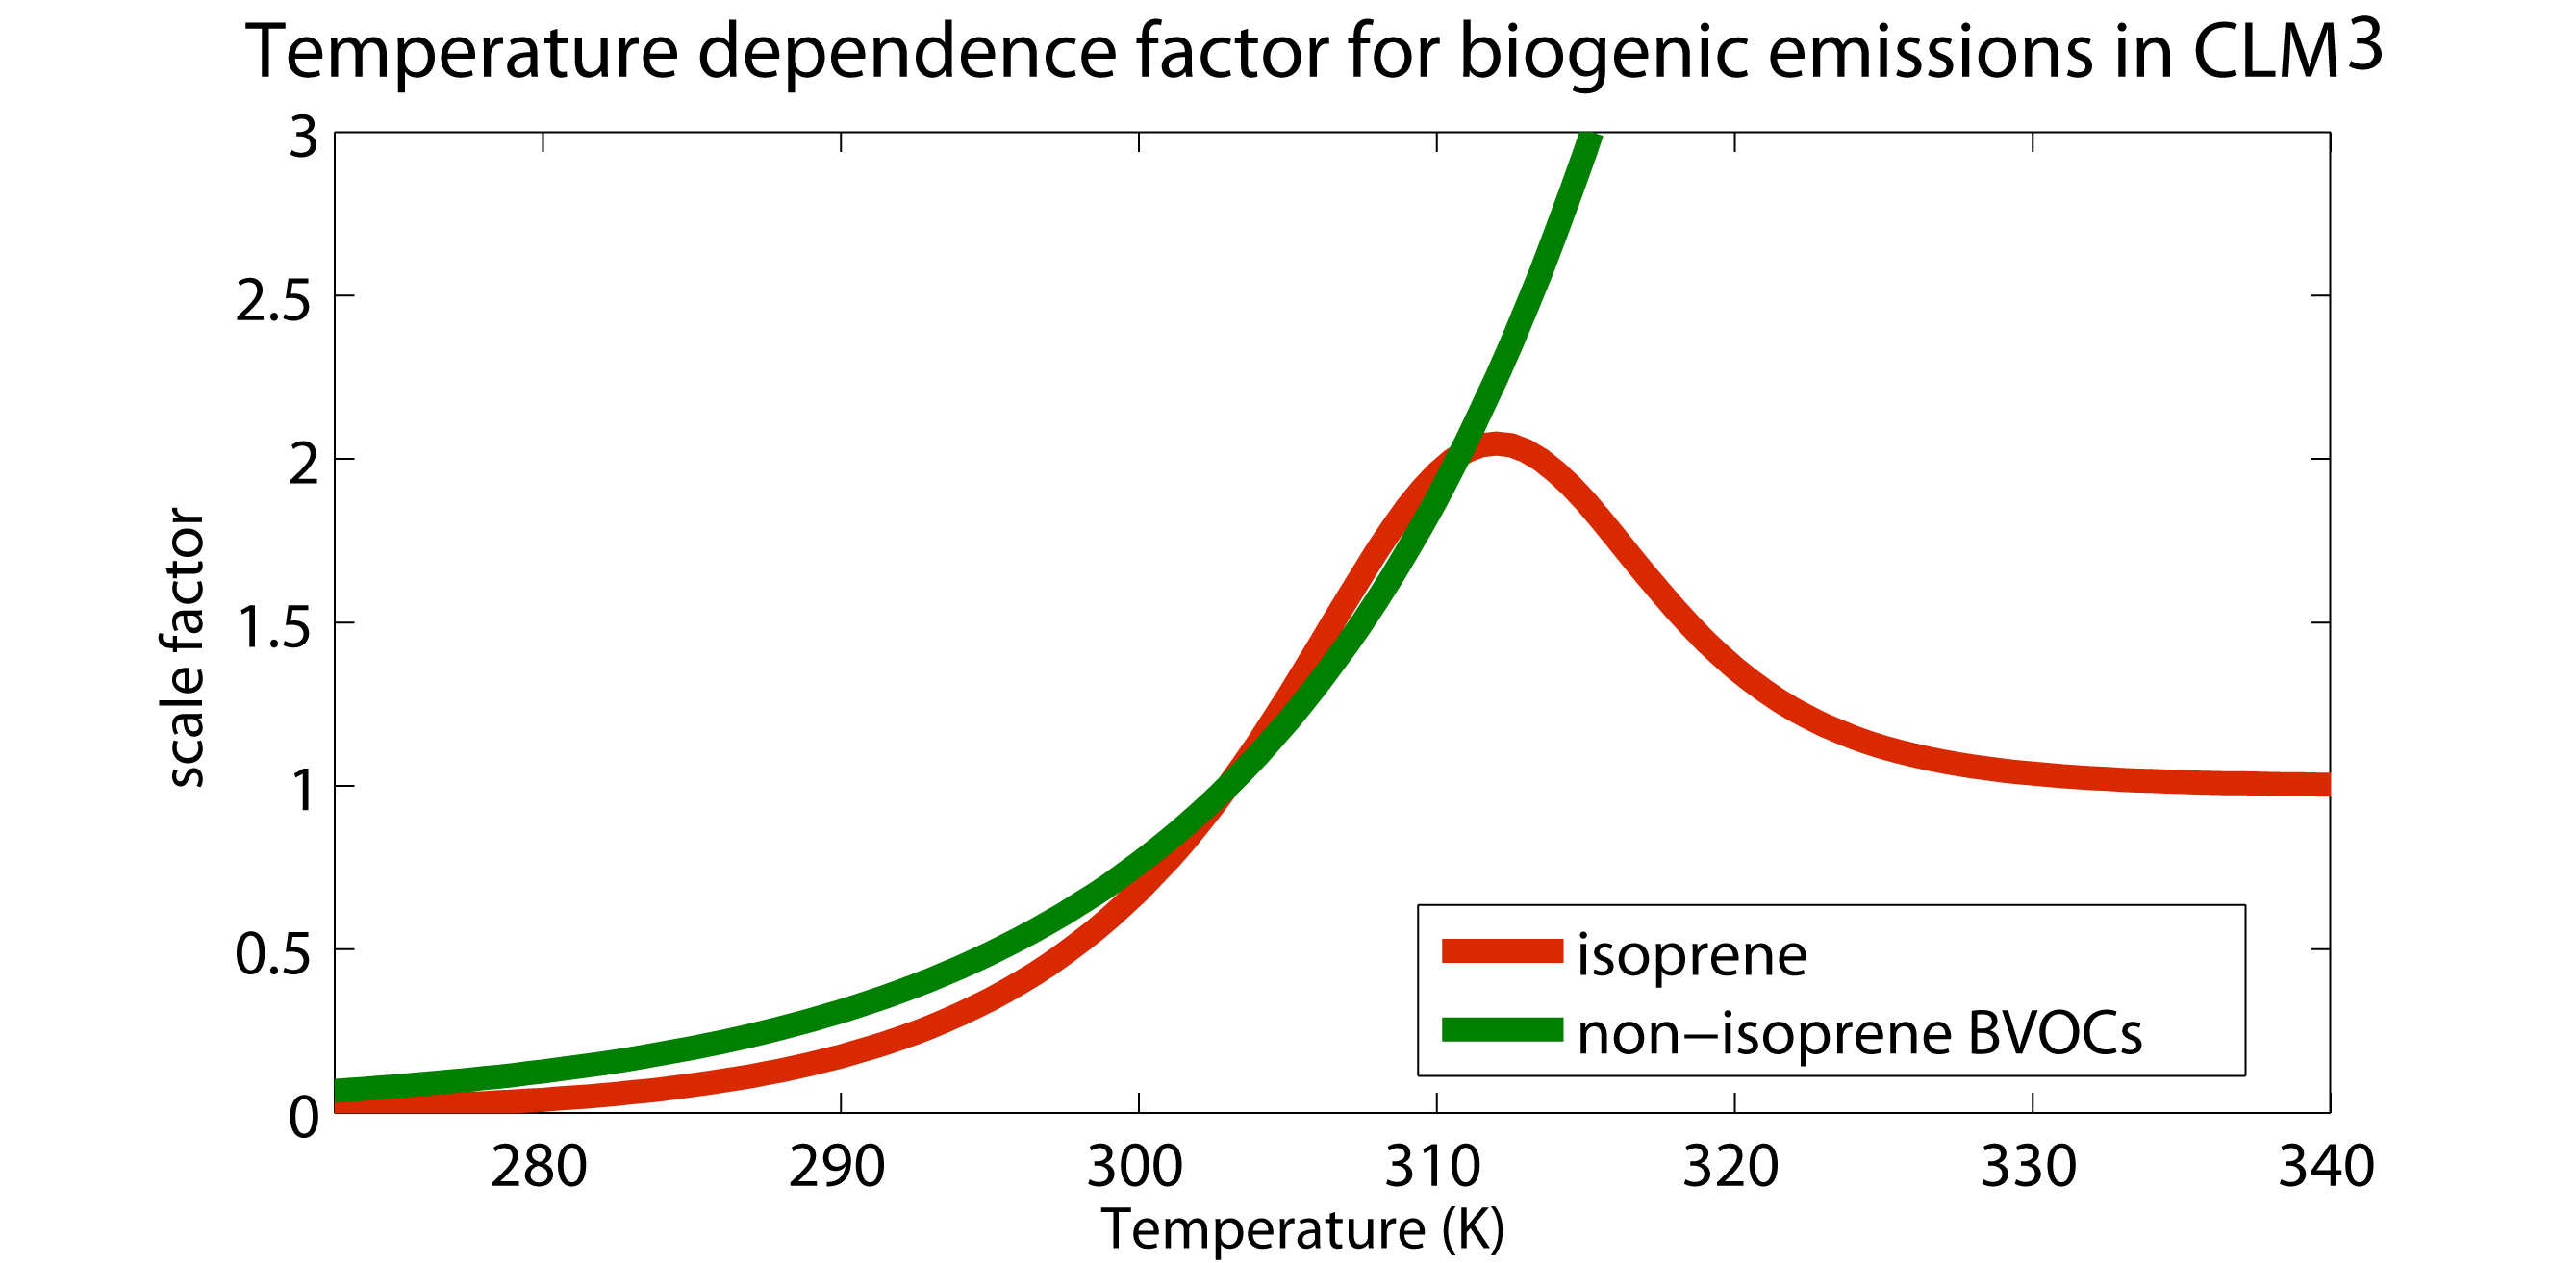 Temperature dependence factor for biogenic emissions in CLM3
3
2.5
2
1.5
1
0.5
0
scale factor
isoprene
non−isoprene BVOCs
280 290 300 310 320 330 340
Temperature (K)